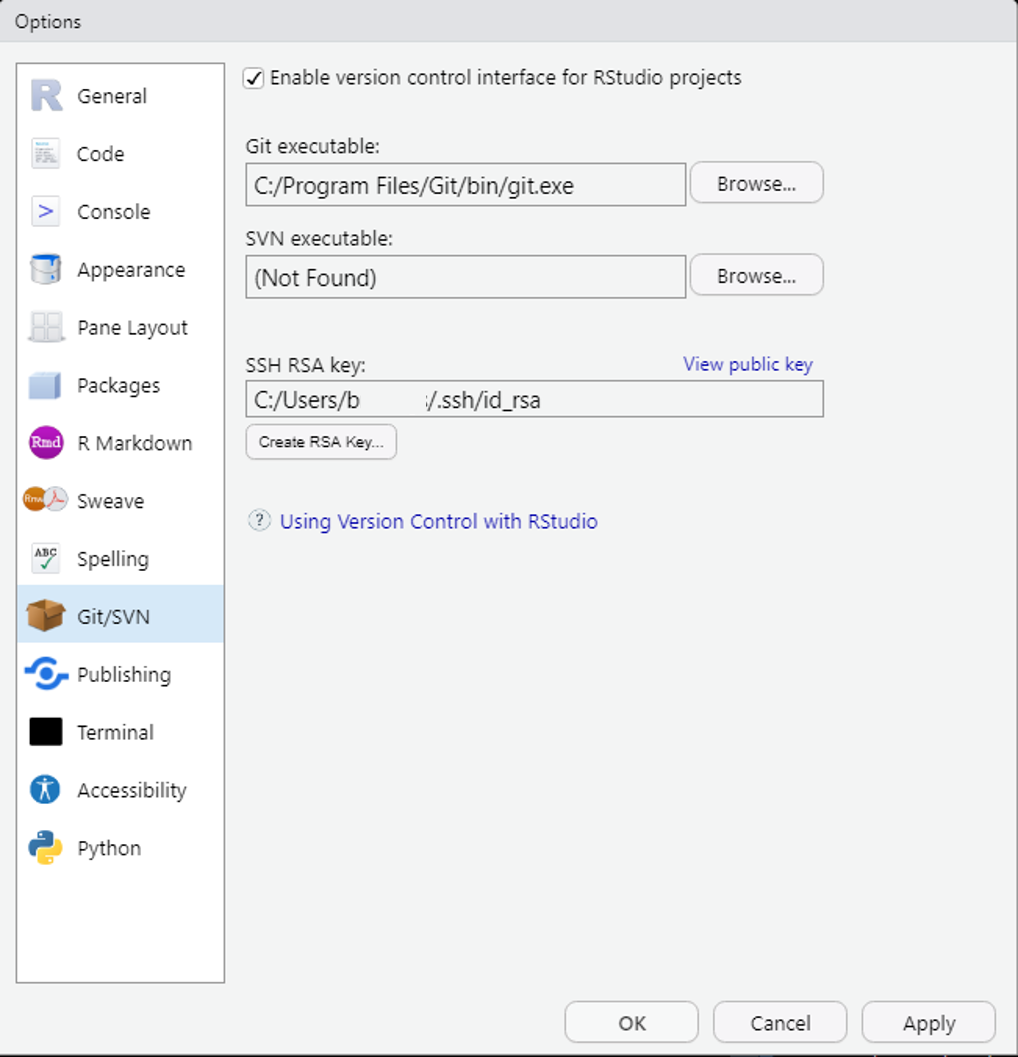 Options
General
Code
Console
Appearance
Pane Layout
Packages
Rmd R Markdown
Rnw Sweave
ABC Spelling
Git/SVN
Publishing
Terminal
Accessibility
Python
Enable version control interface for RStudio projects
Git executable:
C:/Program Files/Git/bin/git.exe Browse...
SVN executable:
(Not Found) Browse...
SSH RSA key: View public key
C:/Users/b /.ssh/id_rsa
Create RSA Key...
? Using Version Control with RStudio
OK Cancel Apply